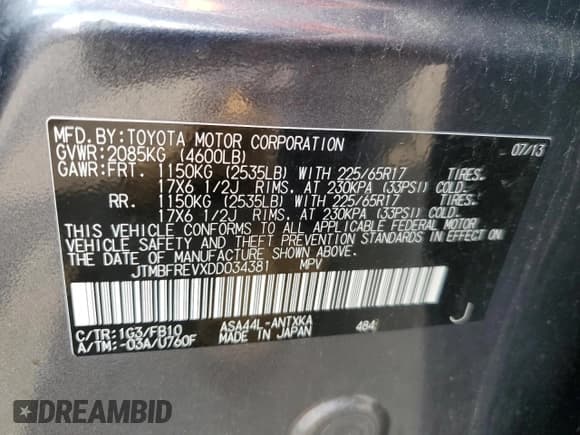 MFD. BY: TOYOTA MOTOR CORPORATION 07/13
GVWR: 2085KG (4600LB)
GAWR: FRT. 1150KG (2535LB) WITH 225/65R17 TIRES.
17X6 1/2J RIMS. AT 230KPA (33PSI) COLD.
RR. 1150KG (2535LB) WITH 225/65R17 TIRES.
17X6 1/2J RIMS. AT 230KPA (33PSI) COLD.
THIS VEHICLE CONFORMS TO ALL APPLICABLE FEDERAL MOTOR
VEHICLE SAFETY AND THEFT PREVENTION STANDARDS IN EFFECT ON
THE DATE OF MANUFACTURE SHOWN ABOVE.
JTMBFREVXDD034381 MPV
C/TR: 1G3/FB10 ASA44L-ANTXKA 484 J
A/TM: -03A/U760F MADE IN JAPAN
DREAMBID